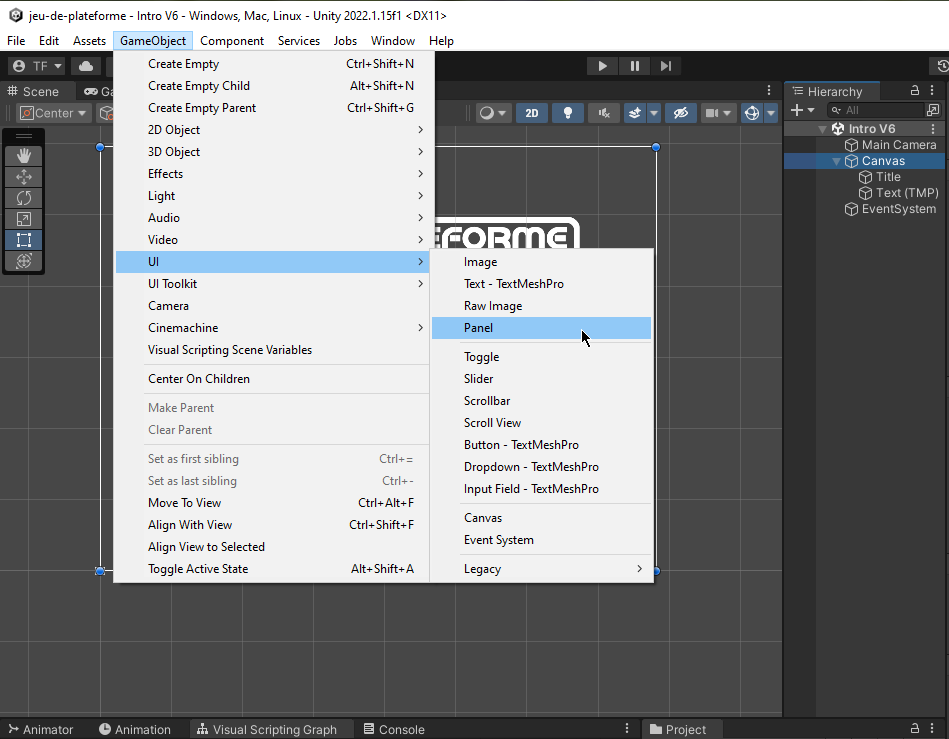 jeu-de-plateforme - Intro V6 - Windows, Mac, Linux - Unity 2022.1.15f1 <DX11>
File Edit Assets GameObject Component Services Jobs Window Help
TF
Scene
Center
2D
Create Empty Ctrl+Shift+N
Create Empty Child Alt+Shift+N
Create Empty Parent Ctrl+Shift+G
2D Object
3D Object
Effects
Light
Audio
Video
UI
UI Toolkit
Camera
Cinemachine
Visual Scripting Scene Variables
Center On Children
Make Parent
Clear Parent
Set as first sibling Ctrl+=
Set as last sibling Ctrl+-
Move To View Ctrl+Alt+F
Align With View Ctrl+Shift+F
Align View to Selected
Toggle Active State Alt+Shift+A
FORME
Image
Text - TextMeshPro
Raw Image
Panel
Toggle
Slider
Scrollbar
Scroll View
Button - TextMeshPro
Dropdown - TextMeshPro
Input Field - TextMeshPro
Canvas
Event System
Legacy
Hierarchy
All
Intro V6
Main Camera
Canvas
Title
Text (TMP)
EventSystem
Animator Animation Visual Scripting Graph Console Project